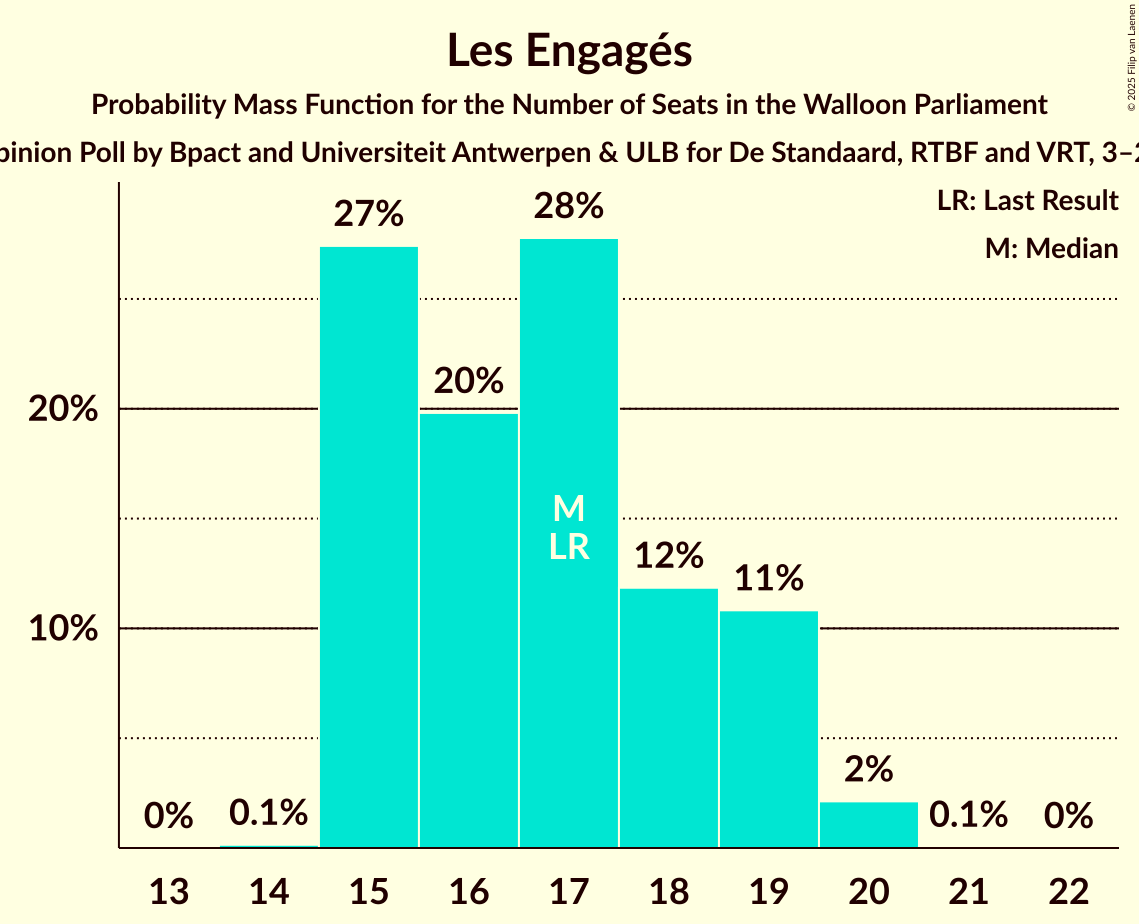 Les Engagés
Probability Mass Function for the Number of Seats in the Walloon Parliament
Poll by Bpact and Universiteit Antwerpen & ULB for De Standaard, RTBF and VRT,
© 2025 Filip van Laenen
LR: Last Result
M: Median
27%
28%
20%
20%
M
LR
12%
11%
10%
2%
0%
0.1%
0.1%
0%
13 14 15 16 17 18 19 20 21 22